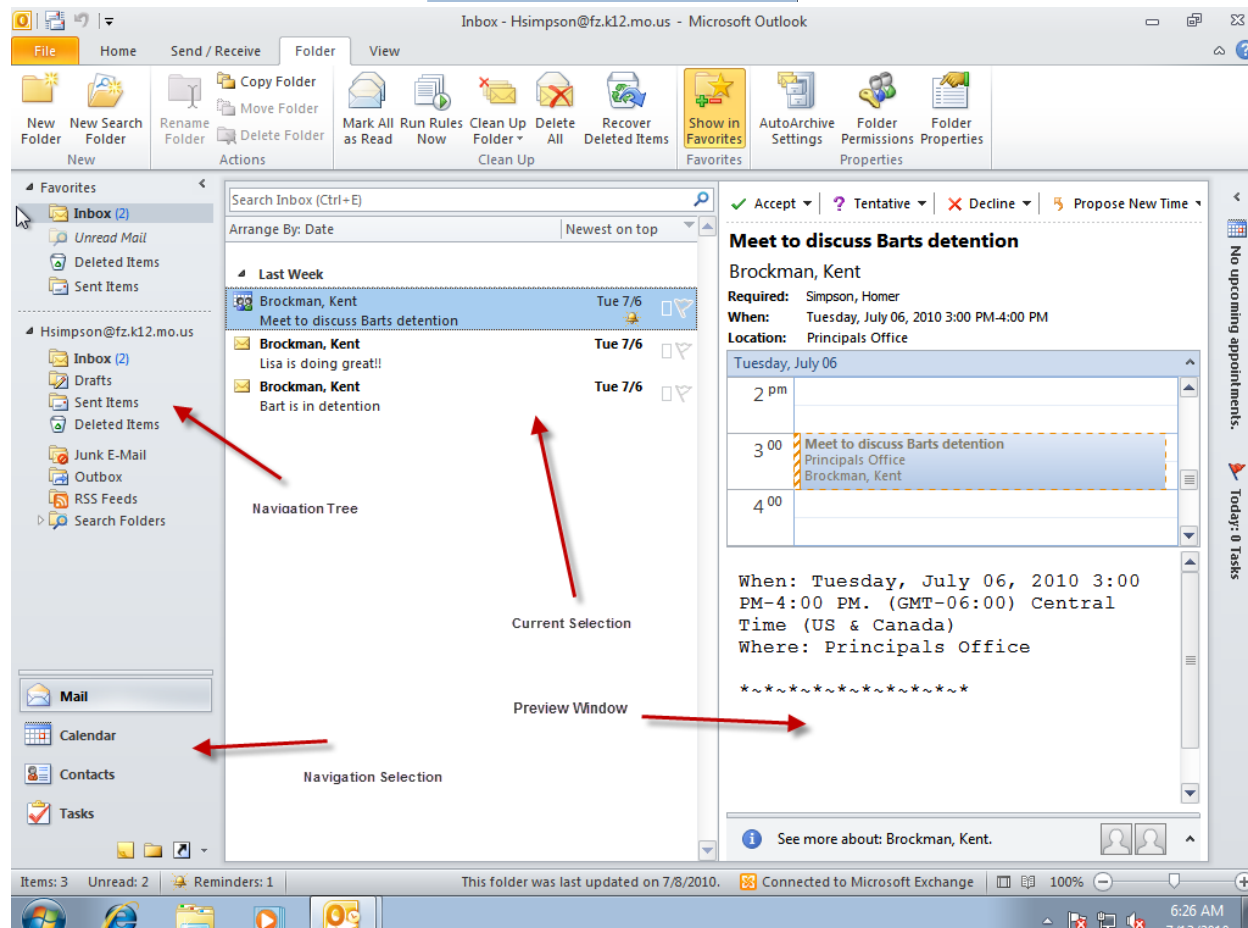 Inbox - Hsimpson@fz.k12.mo.us - Microsoft Outlook
File Home Send / Receive Folder View
New Folder
New Search Folder
New
Rename Folder
Copy Folder
Move Folder
Delete Folder
Actions
Mark All as Read
Run Rules Now
Clean Up Folder
Delete All
Recover Deleted Items
Clean Up
Show in Favorites
Favorites
AutoArchive Settings
Folder Permissions
Folder Properties
Properties
Favorites
Inbox (2)
Unread Mail
Deleted Items
Sent Items
Hsimpson@fz.k12.mo.us
Inbox (2)
Drafts
Sent Items
Deleted Items
Junk E-Mail
Outbox
RSS Feeds
Search Folders
Navigation Tree
Mail
Calendar
Contacts
Tasks
Navigation Selection
Search Inbox (Ctrl+E)
Arrange By: Date Newest on top
Last Week
Brockman, Kent Tue 7/6
Meet to discuss Barts detention
Brockman, Kent Tue 7/6
Lisa is doing great!!
Brockman, Kent Tue 7/6
Bart is in detention
Current Selection
Preview Window
Accept ? Tentative Decline Propose New Time
Meet to discuss Barts detention
Brockman, Kent
Required: Simpson, Homer
When: Tuesday, July 06, 2010 3:00 PM-4:00 PM
Location: Principals Office
Tuesday, July 06
2 pm
3 00
Meet to discuss Barts detention
Principals Office
Brockman, Kent
4 00
When: Tuesday, July 06, 2010 3:00
PM-4:00 PM. (GMT-06:00) Central
Time (US & Canada)
Where: Principals Office
*~*~*~*~*~*~*~*~*~*
See more about: Brockman, Kent.
No upcoming appointments.
Today: 0 Tasks
Items: 3 Unread: 2 Reminders: 1 This folder was last updated on 7/8/2010. Connected to Microsoft Exchange 100%
6:26 AM